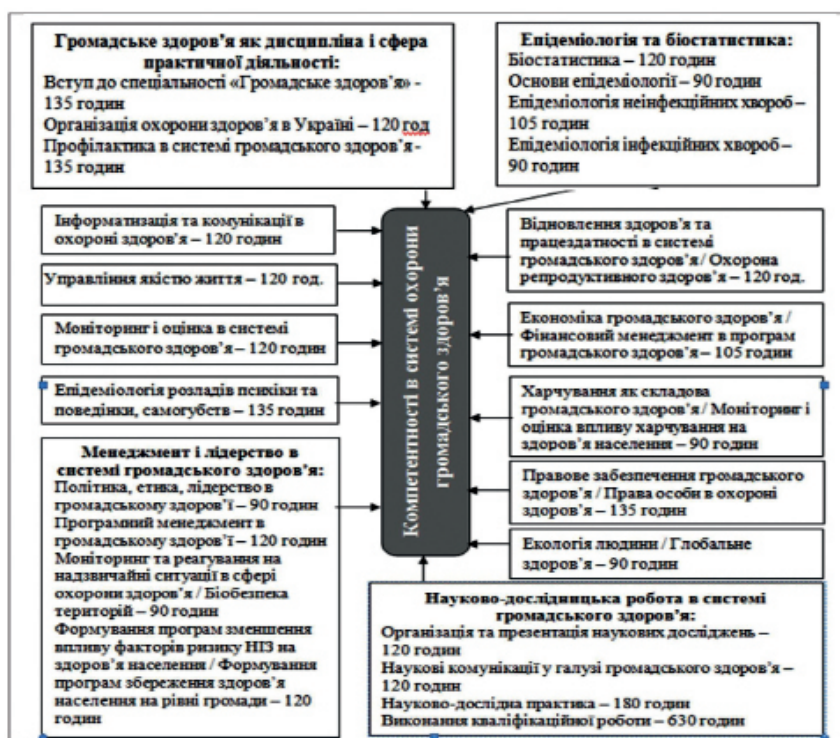 Громадське здоров’я як дисципліна і сфера
практичної діяльності:
Вступ до спеціальності «Громадське здоров’я» -
135 годин
Організація охорони здоров’я в Україні – 120 год
Профілактика в системі громадського здоров’я -
135 годин
Епідеміологія та біостатистика:
Біостатистика – 120 годин
Основи епідеміології – 90 годин
Епідеміологія неінфекційних хвороб –
105 годин
Епідеміологія інфекційних хвороб –
90 годин
Інформатизація та комунікації в
охороні здоров’я – 120 годин
Управління якістю життя – 120 год.
Моніторинг і оцінка в системі
громадського здоров’я – 120 годин
Епідеміологія розладів психіки та
поведінки, самогубств – 135 годин
Менеджмент і лідерство в
системі громадського здоров’я:
Політика, етика, лідерство в
громадському здоров’ї – 90 годин
Програмний менеджмент в
громадському здоров’ї – 120 годин
Моніторинг та реагування на
надзвичайні ситуації в сфері
охорони здоров’я / Біобезпека
територій – 90 годин
Формування програм зменшення
впливу факторів ризику НІЗ на
здоров’я населення / Формування
програм збереження здоров’я
населення на рівні громади – 120
годин
Компетентності в системі охорони
громадського здоров’я
Відновлення здоров’я та
працездатності в системі
громадського здоров’я / Охорона
репродуктивного здоров’я – 120 год.
Економіка громадського здоров’я /
Фінансовий менеджмент в програм
громадського здоров’я – 105 годин
Харчування як складова
громадського здоров’я / Моніторинг і
оцінка впливу харчування на
здоров’я населення – 90 годин
Правове забезпечення громадського
здоров’я / Права особи в охороні
здоров’я – 135 годин
Екологія людини / Глобальне
здоров’я – 90 годин
Науково-дослідницька робота в системі
громадського здоров’я:
Організація та презентація наукових досліджень –
120 годин
Наукові комунікації у галузі громадського здоров’я –
120 годин
Науково-дослідна практика – 180 годин
Виконання кваліфікаційної роботи – 630 годин